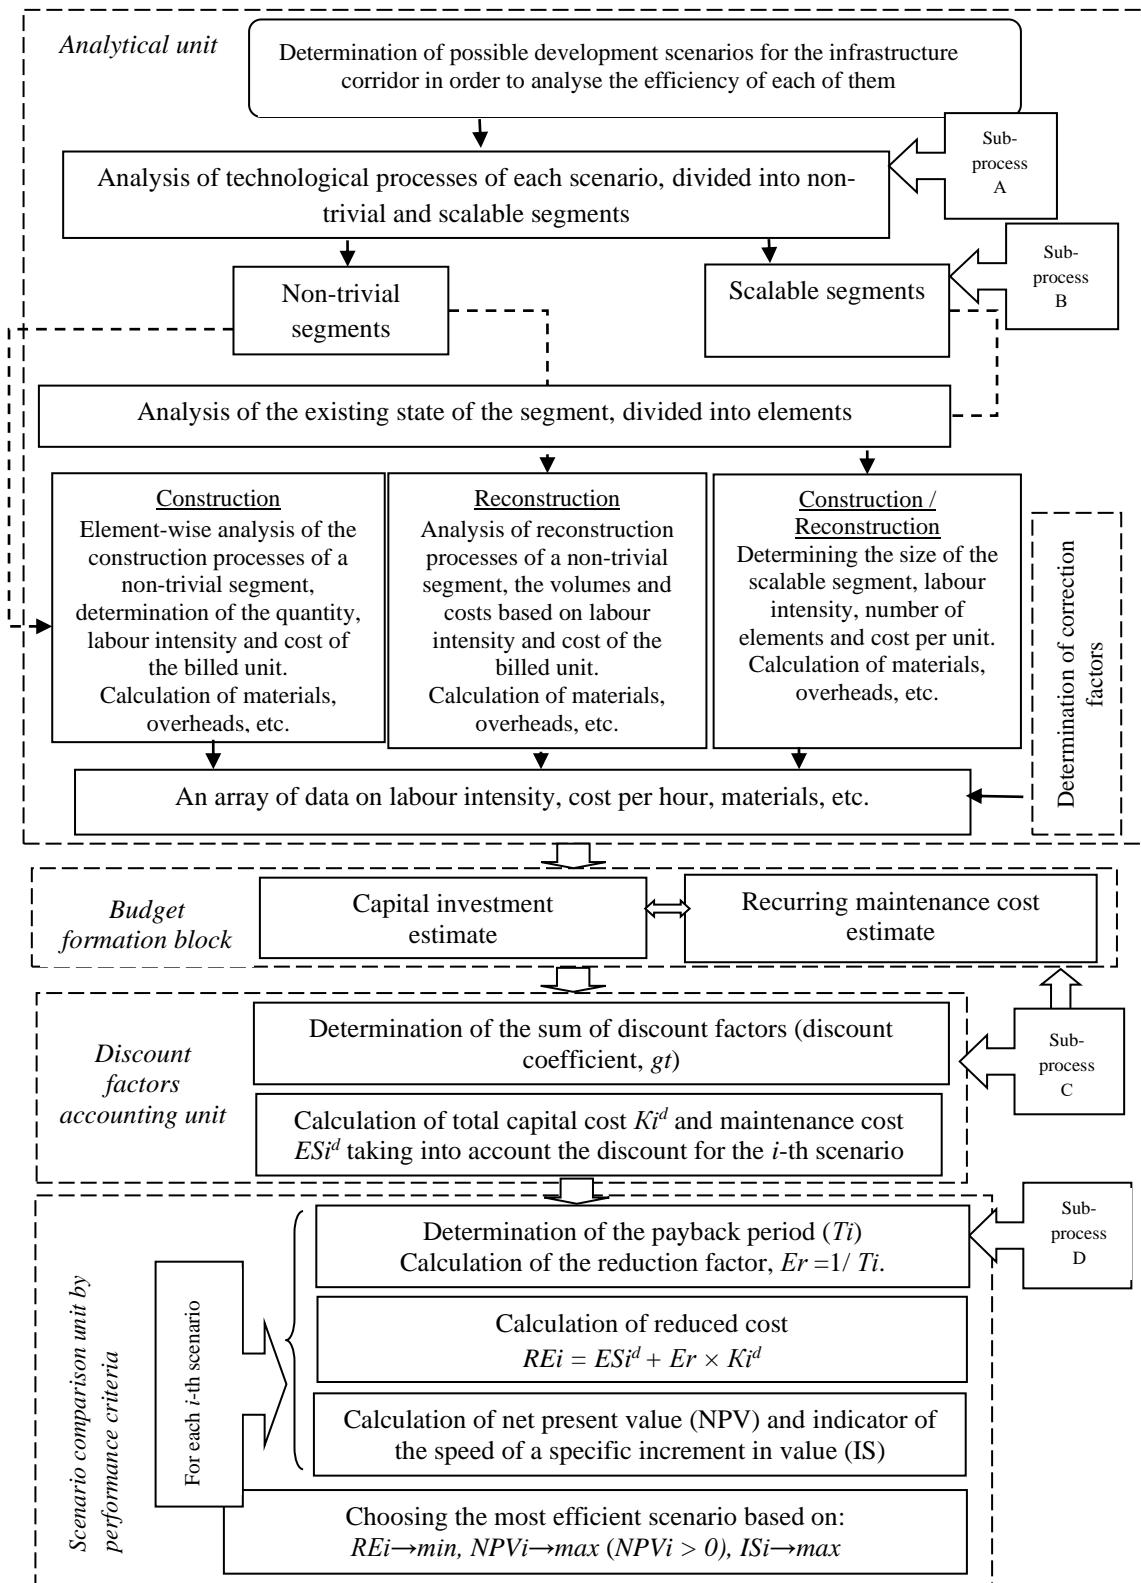 Analytical unit
Determination of possible development scenarios for the infrastructure
corridor in order to analyse the efficiency of each of them
Sub-
process
A
Analysis of technological processes of each scenario, divided into non-
trivial and scalable segments
Sub-
process
B
Non-trivial
segments
Scalable segments
Analysis of the existing state of the segment, divided into elements
Construction
Element-wise analysis of the
construction processes of a
non-trivial segment,
determination of the quantity,
labour intensity and cost of
the billed unit.
Calculation of materials,
overheads, etc.
Reconstruction
Analysis of reconstruction
processes of a non-trivial
segment, the volumes and
costs based on labour
intensity and cost of the
billed unit.
Calculation of materials,
overheads, etc.
Construction /
Reconstruction
Determining the size of the
scalable segment, labour
intensity, number of
elements and cost per unit.
Calculation of materials,
overheads, etc.
Determination of correction
factors
An array of data on labour intensity, cost per hour, materials, etc.
Budget
formation block
Capital investment
estimate
Recurring maintenance cost
estimate
Discount
factors
accounting unit
Determination of the sum of discount factors (discount
coefficient, gt)
Sub-
process
C
Calculation of total capital cost Ki^d and maintenance cost
ESi^d taking into account the discount for the i-th scenario
Scenario comparison unit by
performance criteria
For each i-th scenario
Determination of the payback period (Ti)
Calculation of the reduction factor, Er =1/ Ti.
Sub-
process
D
Calculation of reduced cost
REi = ESi^d + Er × Ki^d
Calculation of net present value (NPV) and indicator of
the speed of a specific increment in value (IS)
Choosing the most efficient scenario based on:
REi→min, NPVi→max (NPVi > 0), ISi→max